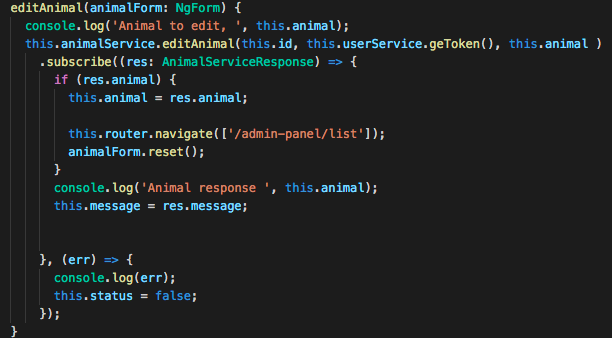 editAnimal(animalForm: NgForm) {
console.log('Animal to edit, ', this.animal);
this.animalService.editAnimal(this.id, this.userService.geToken(), this.animal )
.subscribe((res: AnimalServiceResponse) => {
if (res.animal) {
this.animal = res.animal;
this.router.navigate(['/admin-panel/list']);
animalForm.reset();
}
console.log('Animal response ', this.animal);
this.message = res.message;
}, (err) => {
console.log(err);
this.status = false;
});
}